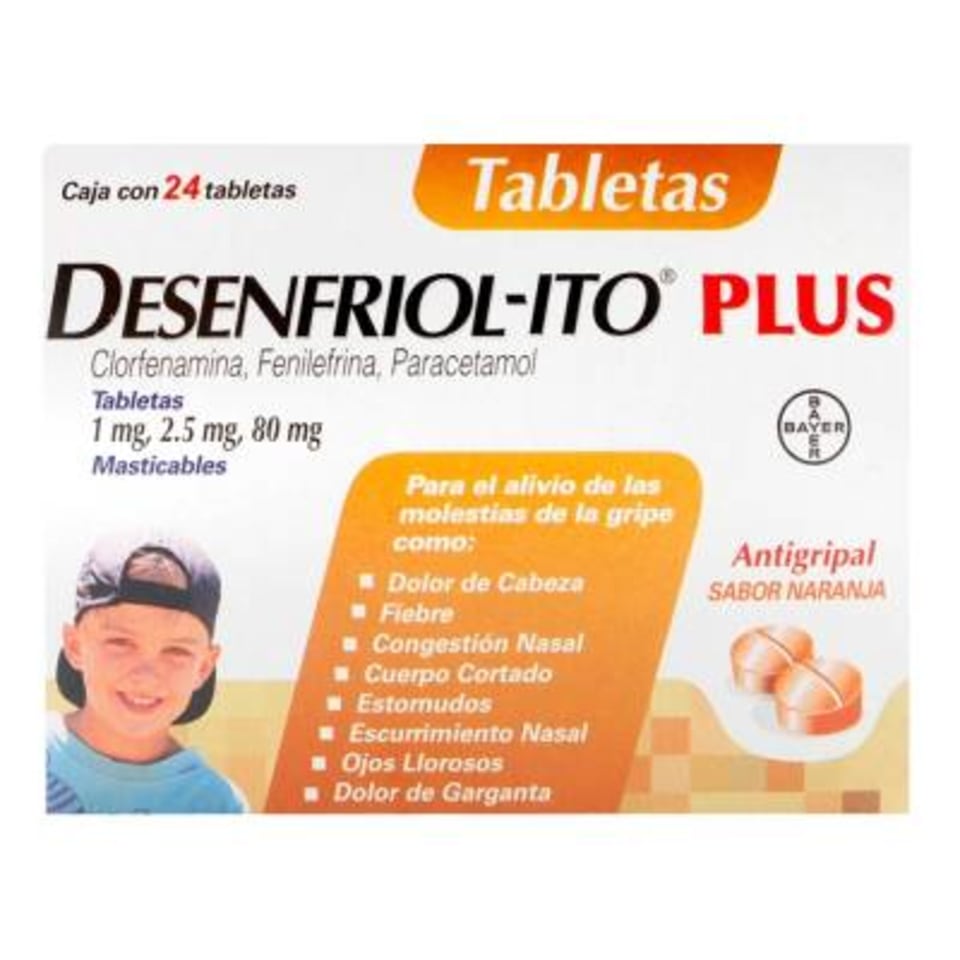 Caja con 24 tabletas
Tabletas
DESENFRIOL-ITO® PLUS
Clorfenamina, Fenilefrina, Paracetamol
Tabletas
1 mg, 2.5 mg, 80 mg
Masticables
BAYER
BAYER
Para el alivio de las
molestias de la gripe
como:
Dolor de Cabeza
Fiebre
Congestión Nasal
Cuerpo Cortado
Estornudos
Escurrimiento Nasal
Ojos Llorosos
Dolor de Garganta
Antigripal
SABOR NARANJA